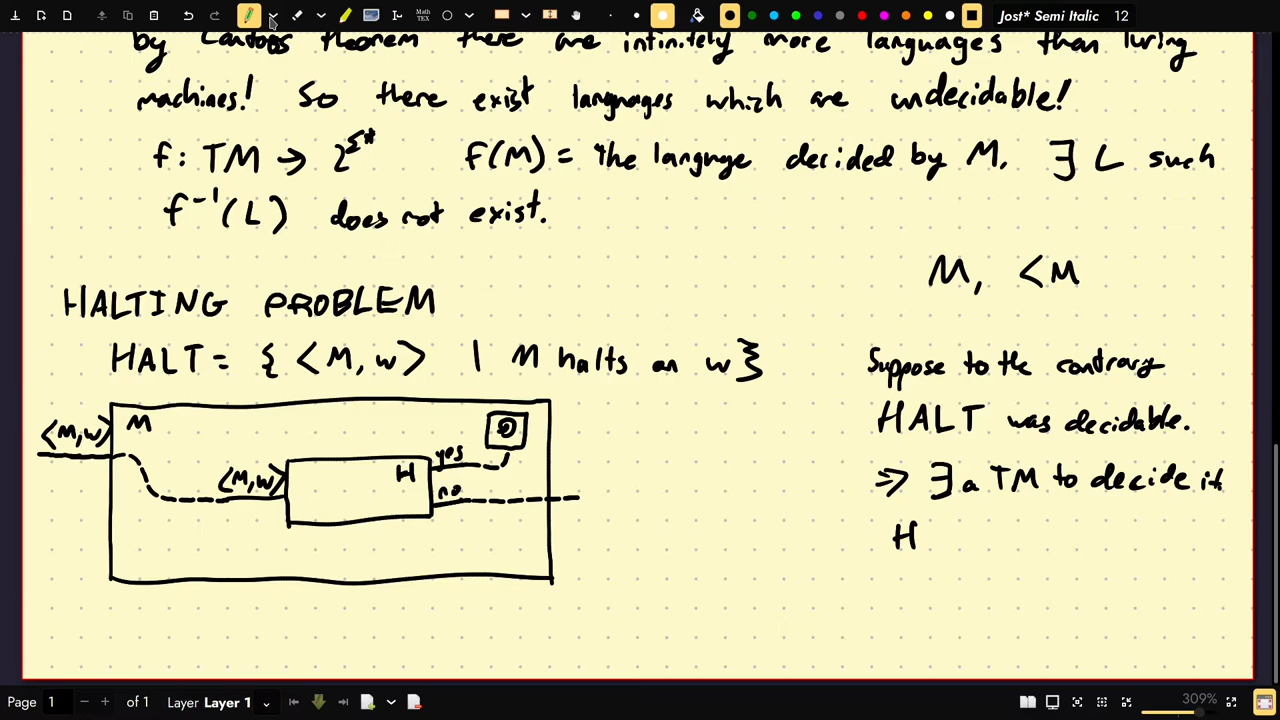 Math
TEX
Jost* Semi Italic 12
by Cantors theorem there are infinitely more languages than Turing
machines! So there exist languages which are undecidable!
f: TM → 2^Σ* f(M) = the languge decided by M, ∃ L such
f⁻¹(L) does not exist.
M, <M
HALTING PROBLEM
HALT = { <M, w> | M halts on w}
Suppose to the contrary
HALT was decidable.
⇒ ∃ a TM to decide it
H
<M,w>
M
<M,w>
H
yes
no
Page 1 of 1 Layer Layer 1 309%